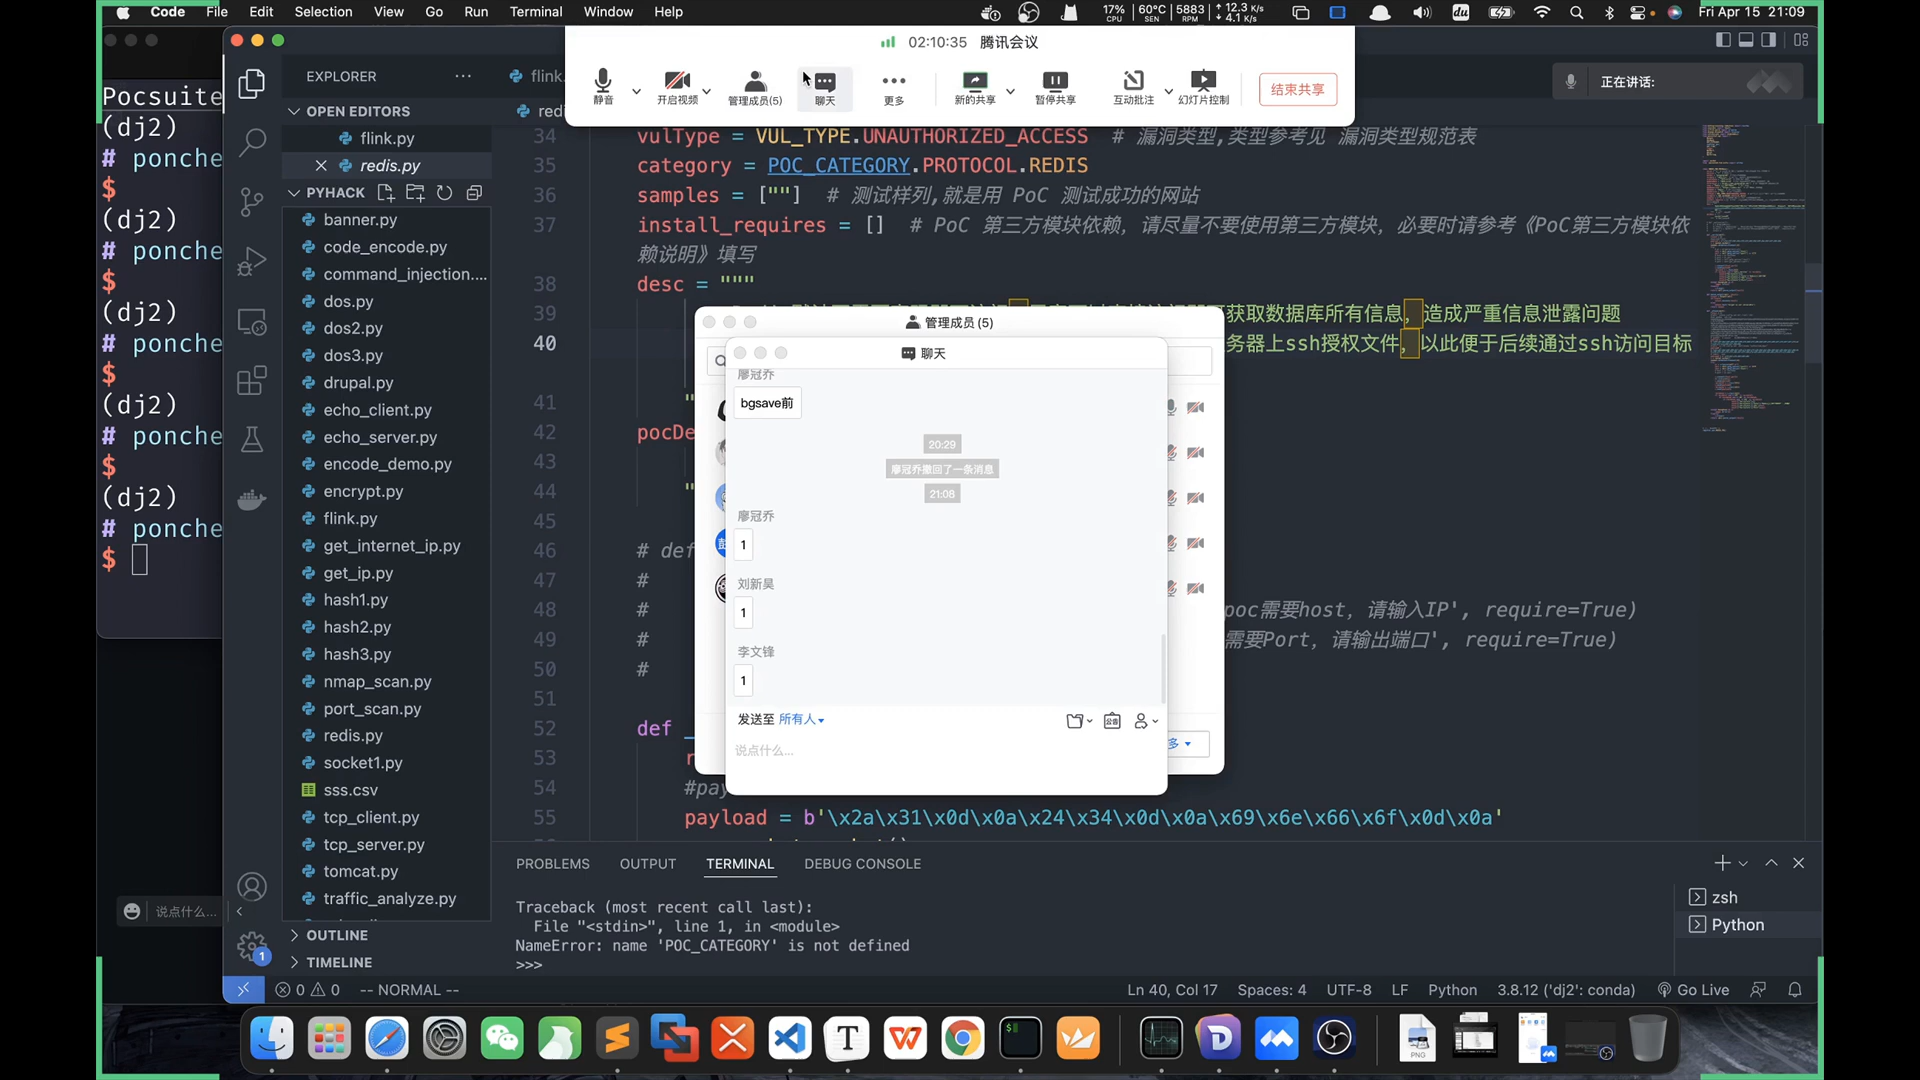 Code File Edit Selection View Go Run Terminal Window Help
17% CPU 60°C SEN 5883 RPM 12.3 K/s 4.1 K/s du Fri Apr 15 21:09
02:10:35 腾讯会议
静音 开启视频 管理成员(5) 聊天 更多 新的共享 暂停共享 互动批注 幻灯片控制 结束共享
正在讲话:
Pocsuite
(dj2)
# ponche
$
(dj2)
# ponche
$
(dj2)
# ponche
$
(dj2)
# ponche
$
(dj2)
# ponche
$
说点什么...
EXPLORER
OPEN EDITORS
flink.py
redis.py
PYHACK
banner.py
code_encode.py
command_injection....
dos.py
dos2.py
dos3.py
drupal.py
echo_client.py
echo_server.py
encode_demo.py
encrypt.py
flink.py
get_internet_ip.py
get_ip.py
hash1.py
hash2.py
hash3.py
nmap_scan.py
port_scan.py
redis.py
socket1.py
sss.csv
tcp_client.py
tcp_server.py
tomcat.py
traffic_analyze.py
OUTLINE
TIMELINE
1
flink.
redi
34 vulType = VUL_TYPE.UNAUTHORIZED_ACCESS # 漏洞类型,类型参考见 漏洞类型规范表
35 category = POC_CATEGORY.PROTOCOL.REDIS
36 samples = [""] # 测试样列,就是用 PoC 测试成功的网站
37 install_requires = [] # PoC 第三方模块依赖，请尽量不要使用第三方模块，必要时请参考《PoC第三方模块依
赖说明》填写
38 desc = """
39 获取数据库所有信息，造成严重信息泄露问题
40 务器上ssh授权文件，以此便于后续通过ssh访问目标
41 "
42 pocDe
43
44 "
45
46 # def
47 #
48 # poc需要host，请输入IP', require=True)
49 # 需要Port，请输出端口', require=True)
50 #
51
52 def _
53 r
54 #pay
55 payload = b'\x2a\x31\x0d\x0a\x24\x34\x0d\x0a\x69\x6e\x66\x6f\x0d\x0a'
管理成员 (5)
聊天
廖冠乔
bgsave前
20:29
廖冠乔撤回了一条消息
21:08
廖冠乔
1
刘新昊
1
李文锋
1
发送至 所有人
说点什么...
多
PROBLEMS OUTPUT TERMINAL DEBUG CONSOLE
Traceback (most recent call last):
File "<stdin>", line 1, in <module>
NameError: name 'POC_CATEGORY' is not defined
>>>
zsh
Python
0 0 -- NORMAL -- Ln 40, Col 17 Spaces: 4 UTF-8 LF Python 3.8.12 ('dj2': conda) Go Live